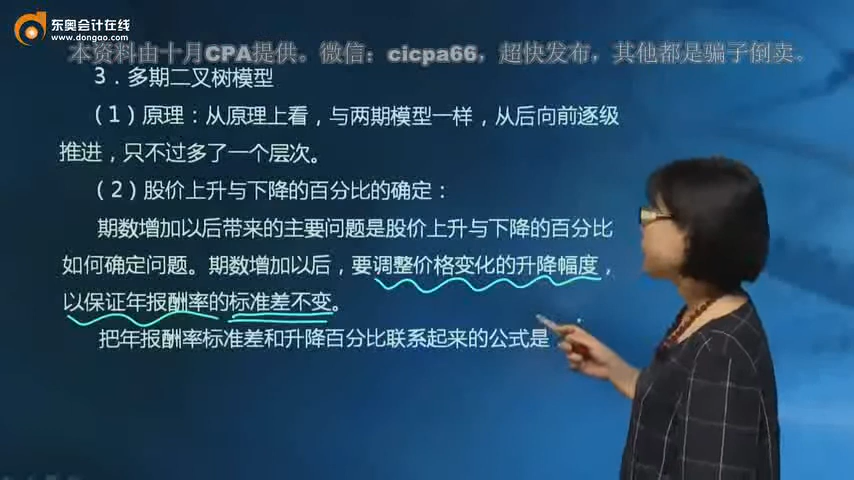 东奥会计在线
www.dongao.com
本资料由十月CPA提供。微信：cicpa66，超快发布，其他都是骗子倒卖.
3．多期二叉树模型
（1）原理：从原理上看，与两期模型一样，从后向前逐级
推进，只不过多了一个层次。
（2）股价上升与下降的百分比的确定：
期数增加以后带来的主要问题是股价上升与下降的百分比
如何确定问题。期数增加以后，要调整价格变化的升降幅度，
以保证年报酬率的标准差不变。
把年报酬率标准差和升降百分比联系起来的公式是